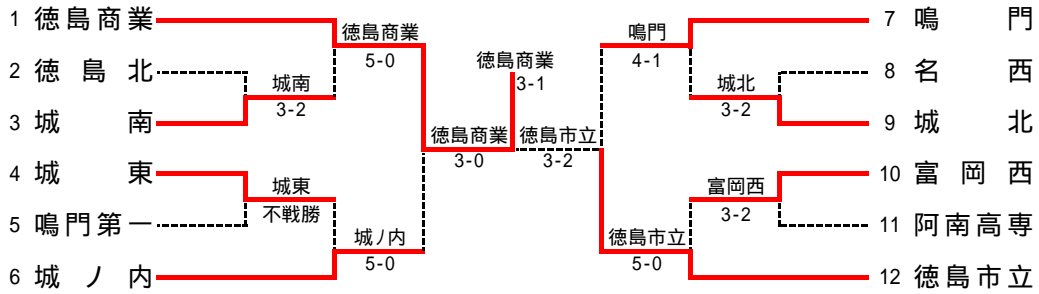 1 徳島商業
2 徳島北
3 城南
4 城東
5 鳴門第一
6 城ノ内
城南
3-2
城東
不戦勝
徳島商業
5-0
城ノ内
5-0
徳島商業
3-0
徳島商業
3-1
徳島市立
3-2
鳴門
4-1
徳島市立
5-0
城北
3-2
富岡西
3-2
7 鳴門
8 名西
9 城北
10 富岡西
11 阿南高専
12 徳島市立